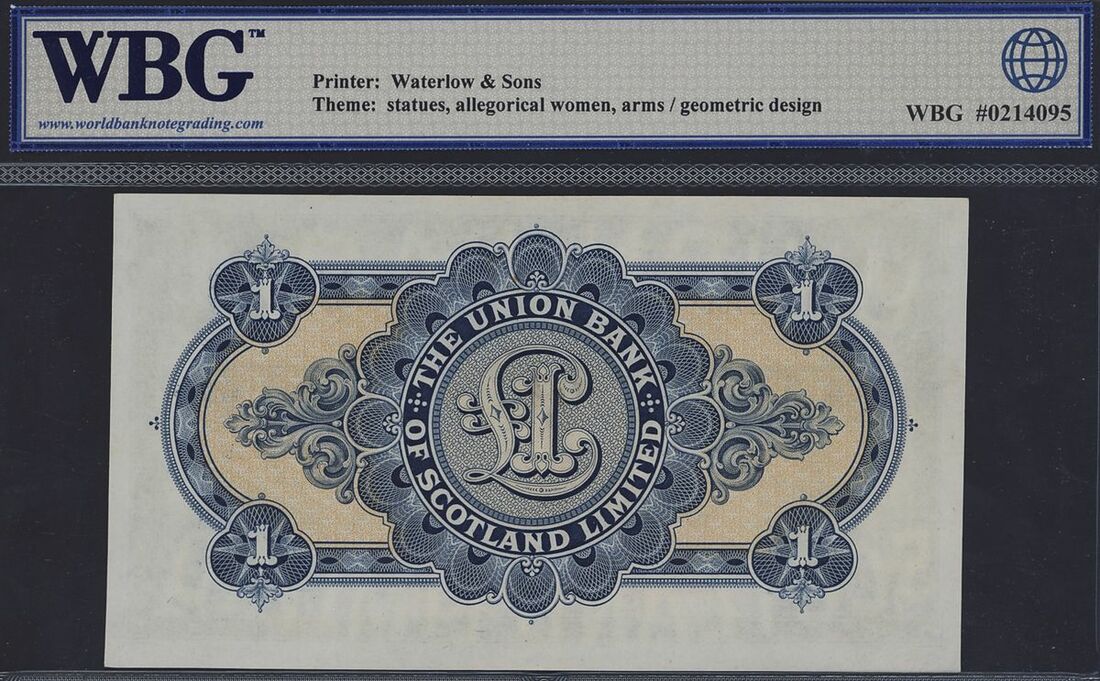 WBG™
www.worldbanknotegrading.com
Printer: Waterlow & Sons
Theme: statues, allegorical women, arms / geometric design
WBG #0214095
1
1
THE UNION BANK
OF SCOTLAND LIMITED
£1
1
1